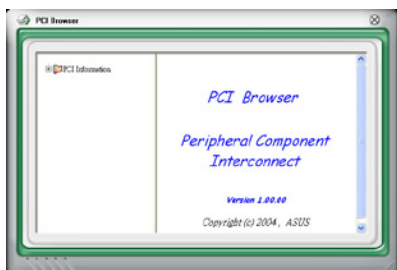 PCI Browser
PCI Information
PCI Browser
Peripheral Component
Interconnect
Version 1.00.00
Copyright (c) 2004, ASUS